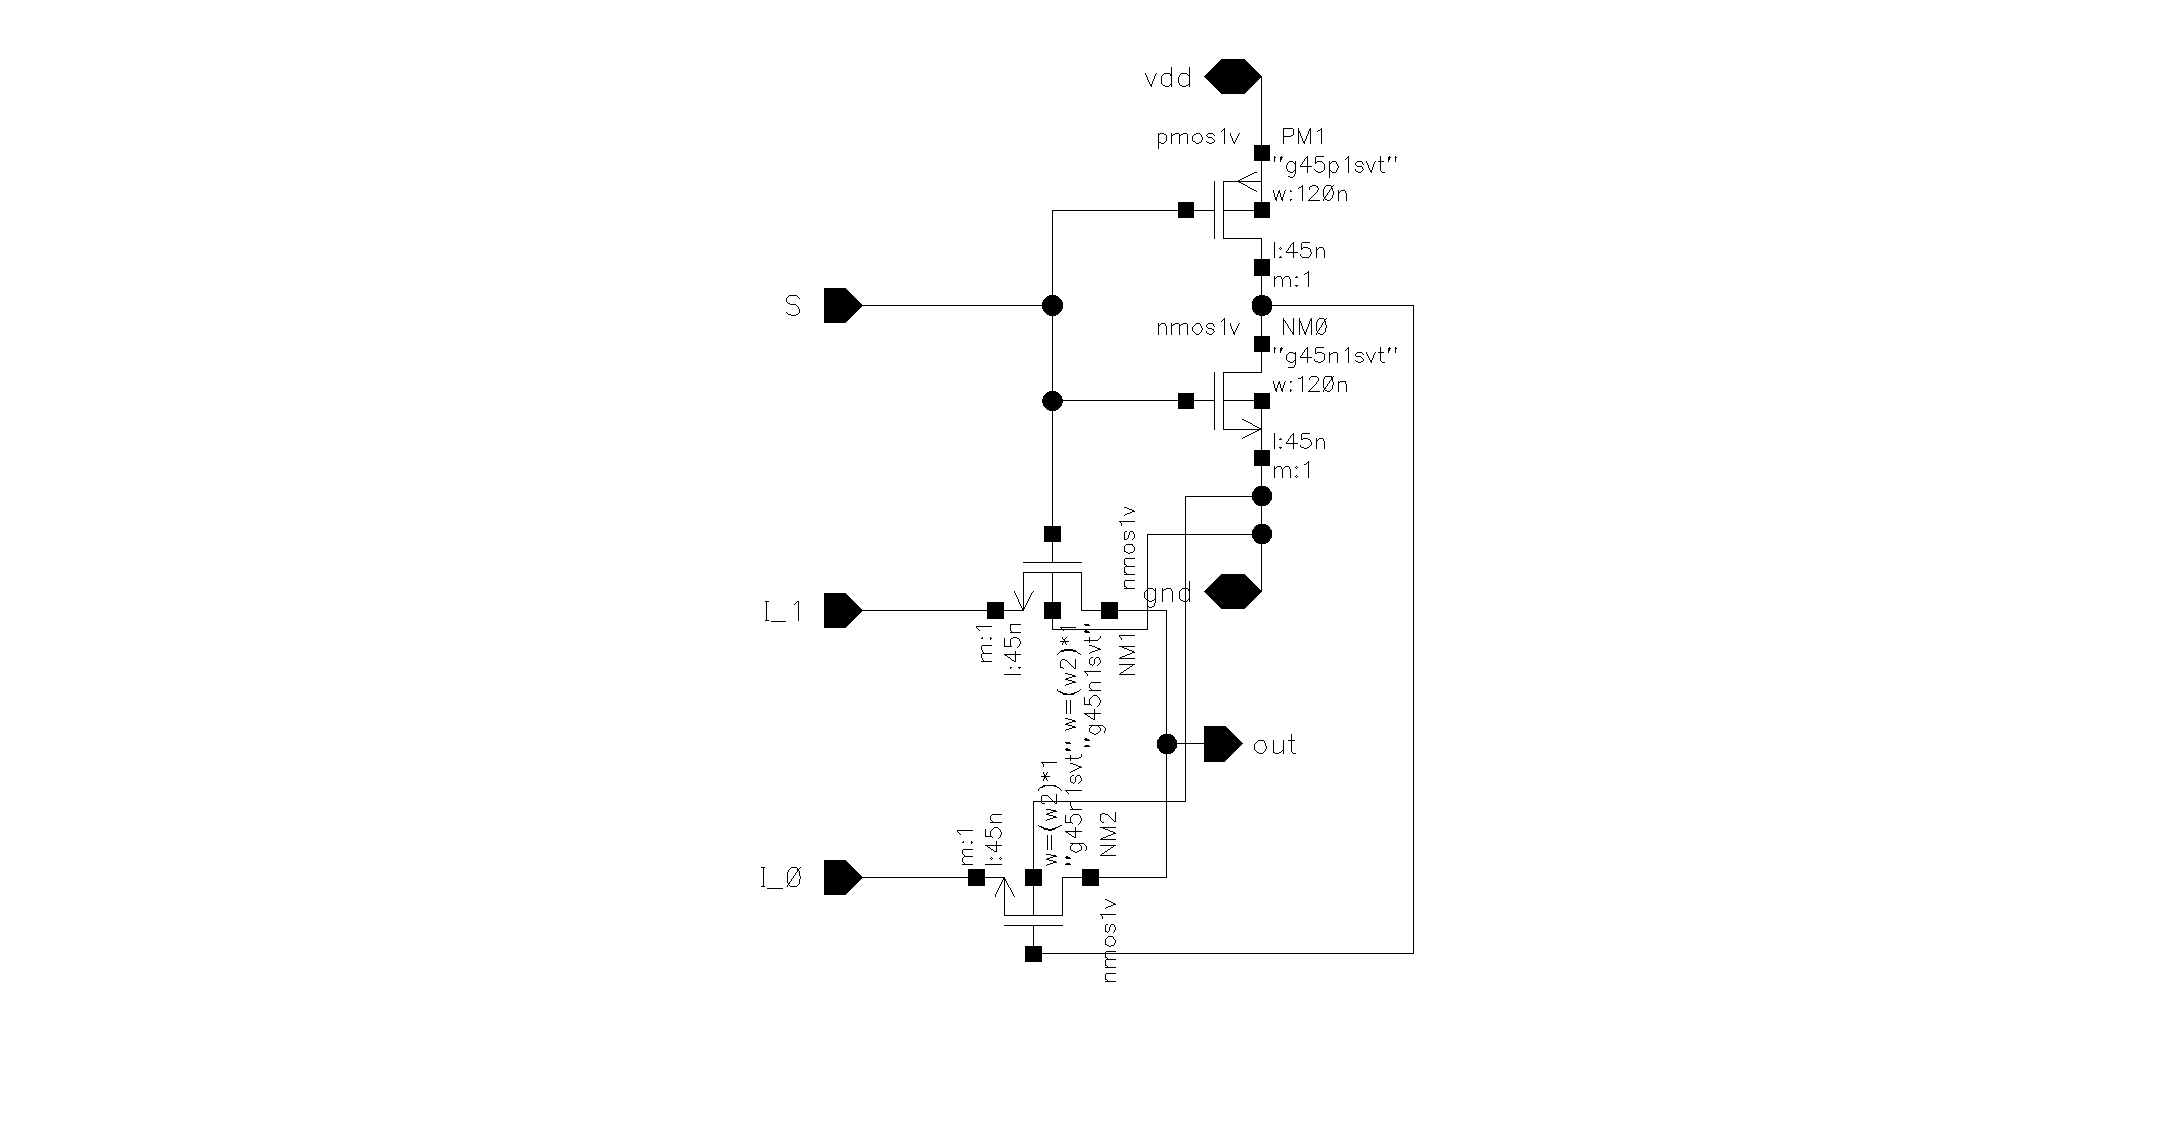 vdd
pmos1v PM1
"g45p1svt"
w:120n
l:45n
m:1
S
nmos1v NM0
"g45n1svt"
w:120n
l:45n
m:1
nmos1v
gnd
I_1
m:1
l:45n
w=(w2)*1
"g45n1svt"
NM1
out
m:1
l:45n
w=(w2)*1
"g45n1svt"
NM2
I_0
nmos1v